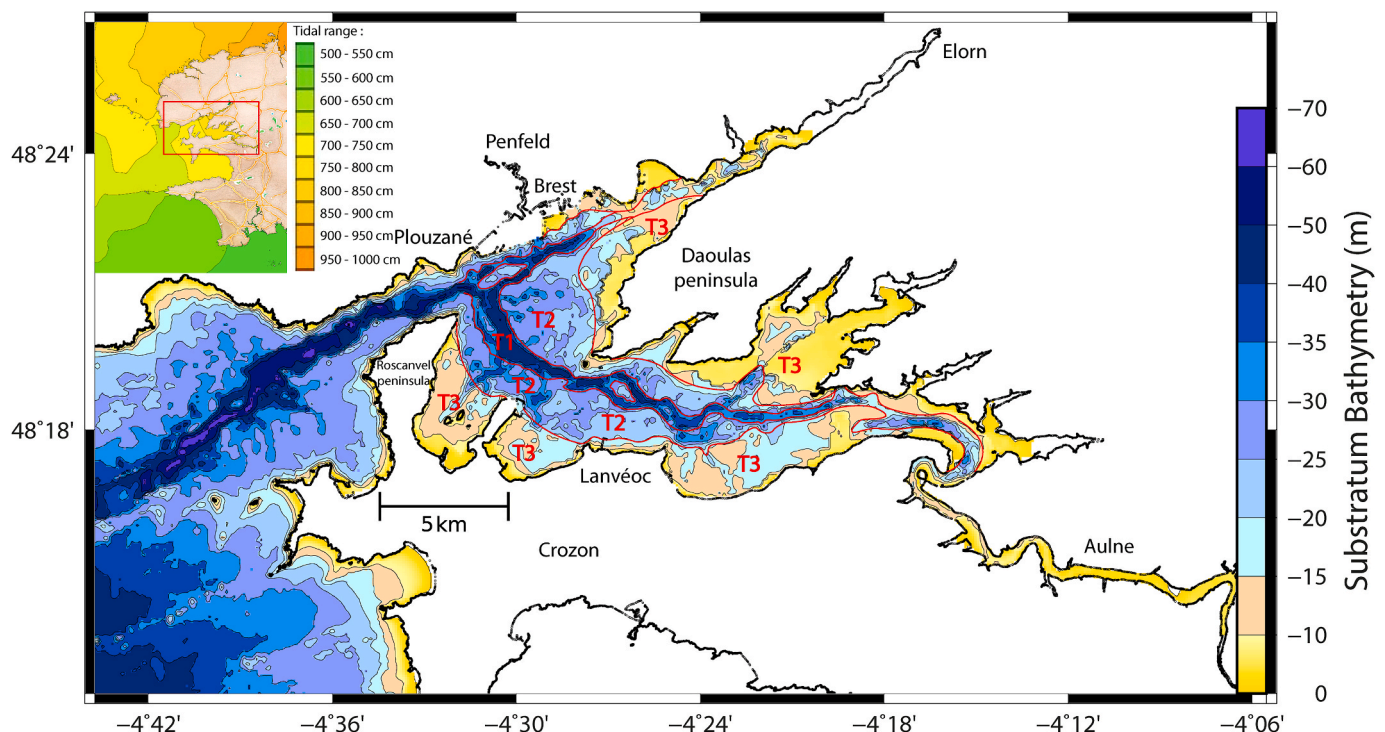 Tidal range :
500 - 550 cm
550 - 600 cm
600 - 650 cm
650 - 700 cm
700 - 750 cm
750 - 800 cm
800 - 850 cm
850 - 900 cm
900 - 950 cm
950 - 1000 cm
Elorn
Penfeld
Brest
Plouzané
T3
Daoulas
peninsula
T2
T1
T3
Roscanvel
peninsula
T2
T3
T2
T3
T3
Lanvéoc
5 km
Crozon
Aulne
48°24'
48°18'
−4°42'
−4°36'
−4°30'
−4°24'
−4°18'
−4°12'
−4°06'
−70
−60
−50
−40
−35
−30
−25
−20
−15
−10
0
Substratum Bathymetry (m)